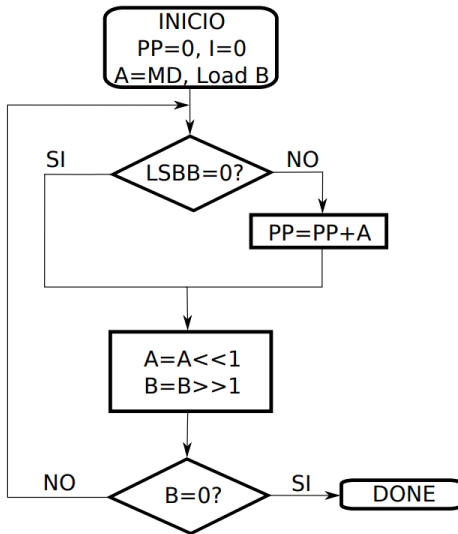 INICIO
PP=0, I=0
A=MD, Load B
SI
LSBB=0?
NO
PP=PP+A
A=A<<1
B=B>>1
NO
B=0?
SI
DONE